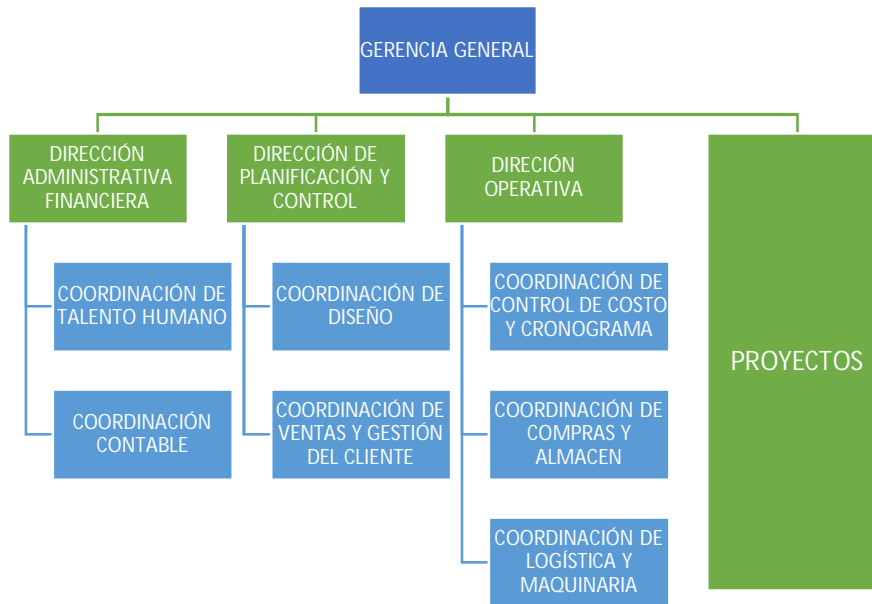 GERENCIA GENERAL
DIRECCIÓN
ADMINISTRATIVA
FINANCIERA
DIRECCIÓN DE
PLANIFICACIÓN Y
CONTROL
DIRECIÓN
OPERATIVA
PROYECTOS
COORDINACIÓN DE
TALENTO HUMANO
COORDINACIÓN
CONTABLE
COORDINACIÓN DE
DISEÑO
COORDINACIÓN DE
VENTAS Y GESTIÓN
DEL CLIENTE
COORDINACIÓN DE
CONTROL DE COSTO
Y CRONOGRAMA
COORDINACIÓN DE
COMPRAS Y
ALMACEN
COORDINACIÓN DE
LOGÍSTICA Y
MAQUINARIA